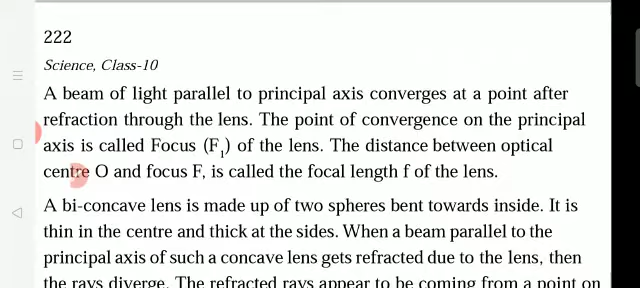 222
Science, Class-10
A beam of light parallel to principal axis converges at a point after
refraction through the lens. The point of convergence on the principal
axis is called Focus (F₁) of the lens. The distance between optical
centre O and focus F, is called the focal length f of the lens.
A bi-concave lens is made up of two spheres bent towards inside. It is
thin in the centre and thick at the sides. When a beam parallel to the
principal axis of such a concave lens gets refracted due to the lens, then
the rays diverge. The refracted rays appear to be coming from a point on